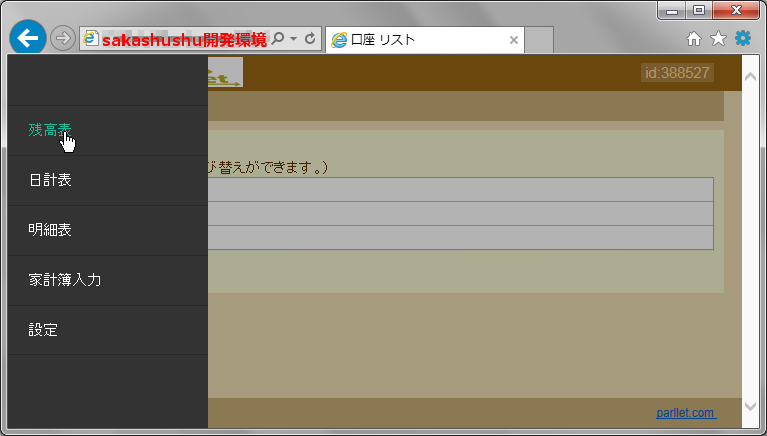 sakashushu開発環境
口座 リスト
id:388527
残高表
び替えができます。)
日計表
明細表
家計簿入力
設定
parllet.com